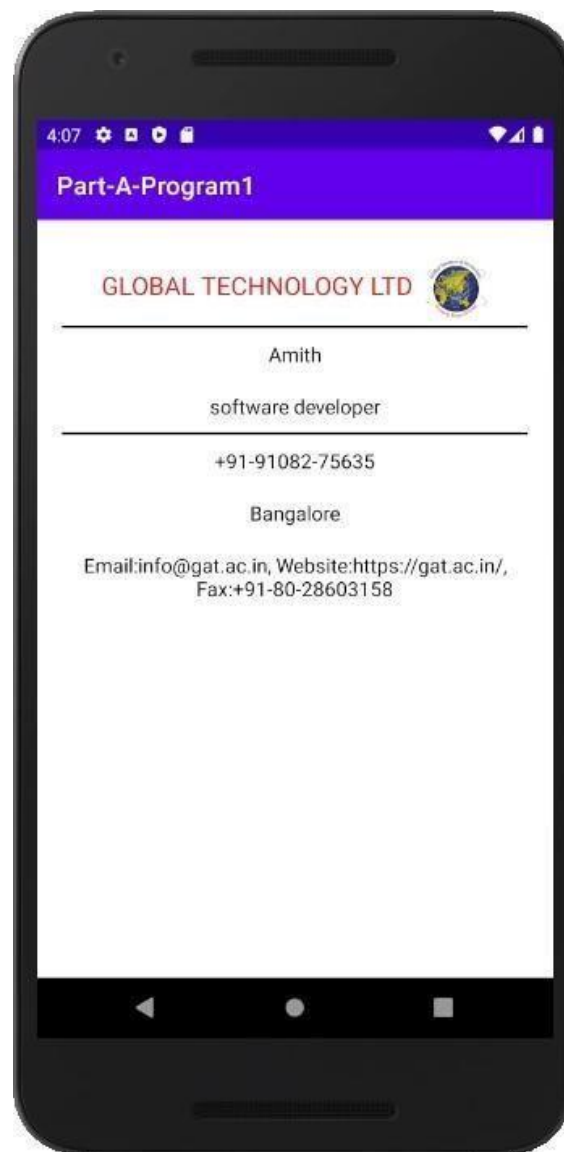 4:07
Part-A-Program1
GLOBAL TECHNOLOGY LTD
Amith
software developer
+91-91082-75635
Bangalore
Email:info@gat.ac.in, Website:https://gat.ac.in/,
Fax:+91-80-28603158